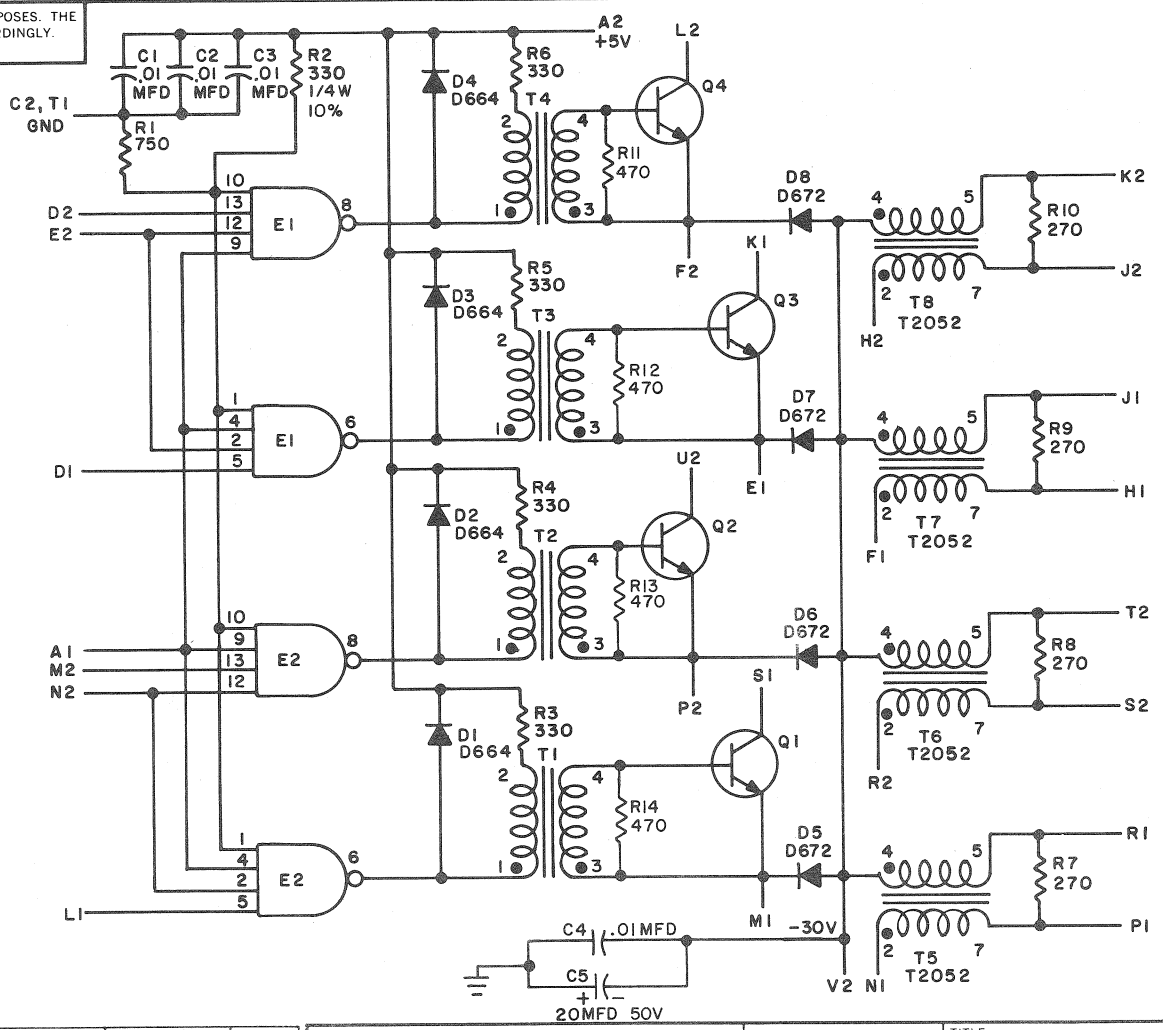 POSES. THE
RDINGLY.
A2
+5V
L2
C1
.01
MFD
C2
.01
MFD
C3
.01
MFD
R2
330
1/4W
10%
D4
D664
R6
330
T4
Q4
C2, T1
GND
R1
750
2
4
R11
470
D8
D672
4
5
K2
10
13
12
9
E1
8
1
3
D2
E2
R10
270
K1
F2
J2
2
7
T8
T2052
H2
D3
D664
R5
330
T3
Q3
2
4
R12
470
D7
D672
4
5
J1
1
4
2
5
E1
6
1
3
R9
270
D1
E1
U2
H1
2
7
T7
T2052
F1
D2
D664
R4
330
T2
Q2
2
4
R13
470
D6
D672
4
5
T2
10
9
13
12
E2
8
1
3
A1
M2
N2
R8
270
S1
P2
S2
2
7
T6
T2052
R2
D1
D664
R3
330
T1
Q1
2
4
R14
470
D5
D672
4
5
R1
1
4
2
5
E2
6
1
3
R7
270
L1
M1
P1
2
7
T5
T2052
C4
.01MFD
-30V
C5
+
-
20MFD 50V
V2
N1
TITLE